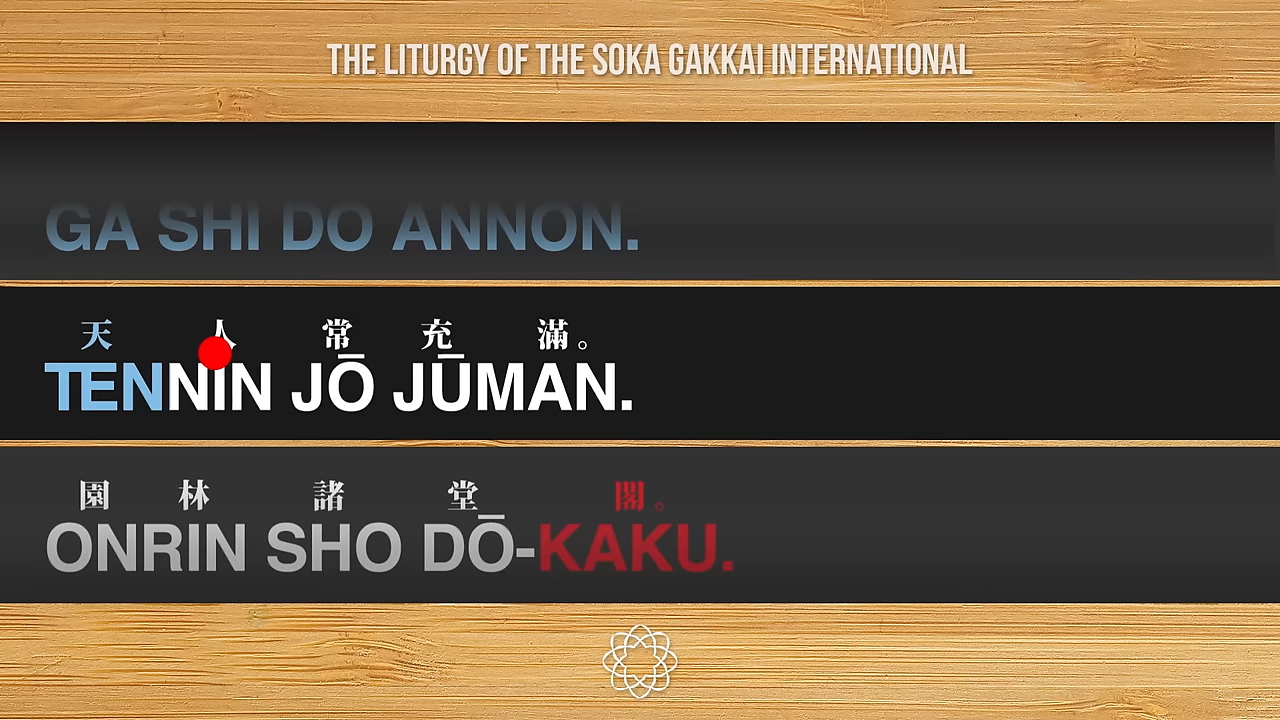 THE LITURGY OF THE SOKA GAKKAI INTERNATIONAL
GA SHI DO ANNON.
天 人 常 充 滿。
TENNIN JŌ JŪMAN.
園 林 諸 堂 閣。
ONRIN SHO DŌ-KAKU.